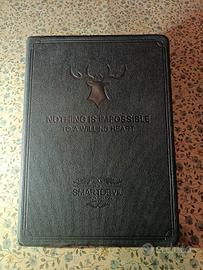 NOTHING IS IMPOSSIBLE
TO A WILLING HEART
SMARTDEVIL